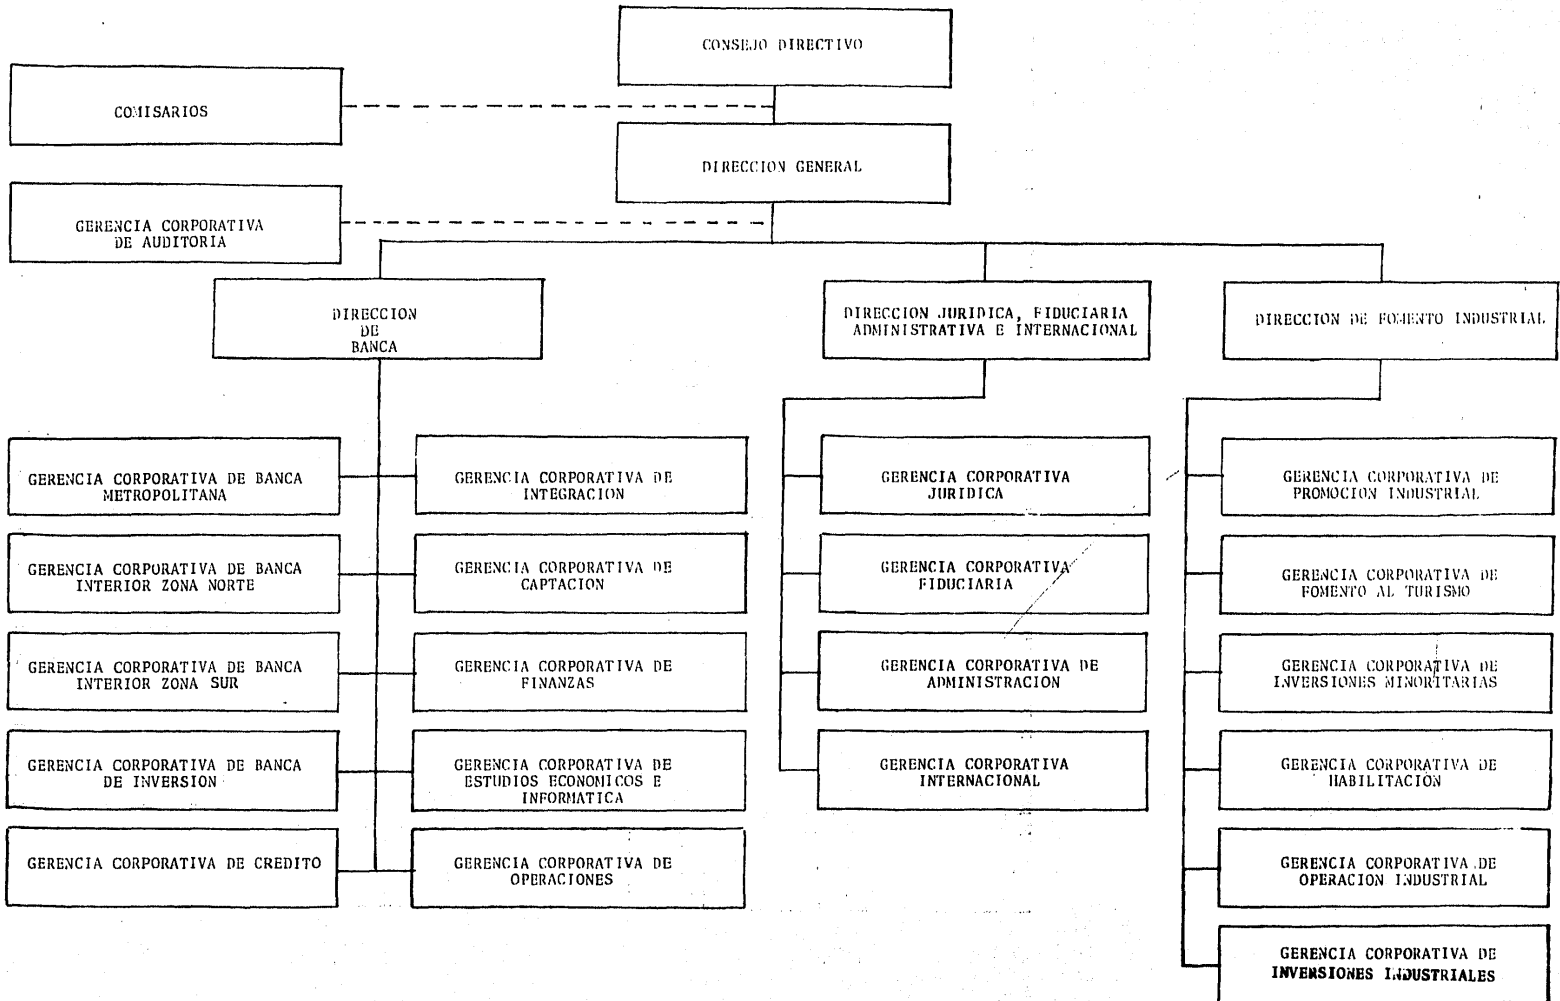 CONSEJO DIRECTIVO
COMISARIOS
DIRECCION GENERAL
GERENCIA CORPORATIVA
DE AUDITORIA
DIRECCION
DE
BANCA
DIRECCION JURIDICA, FIDUCIARIA
ADMINISTRATIVA E INTERNACIONAL
DIRECCION DE FOMENTO INDUSTRIAL
GERENCIA CORPORATIVA DE BANCA
METROPOLITANA
GERENCIA CORPORATIVA DE BANCA
INTERIOR ZONA NORTE
GERENCIA CORPORATIVA DE BANCA
INTERIOR ZONA SUR
GERENCIA CORPORATIVA DE BANCA
DE INVERSION
GERENCIA CORPORATIVA DE CREDITO
GERENCIA CORPORATIVA DE
INTEGRACION
GERENCIA CORPORATIVA DE
CAPTACION
GERENCIA CORPORATIVA DE
FINANZAS
GERENCIA CORPORATIVA DE
ESTUDIOS ECONOMICOS E
INFORMATICA
GERENCIA CORPORATIVA DE
OPERACIONES
GERENCIA CORPORATIVA
JURIDICA
GERENCIA CORPORATIVA
FIDUCIARIA
GERENCIA CORPORATIVA DE
ADMINISTRACION
GERENCIA CORPORATIVA
INTERNACIONAL
GERENCIA CORPORATIVA DE
PROMOCION INDUSTRIAL
GERENCIA CORPORATIVA DE
FOMENTO AL TURISMO
GERENCIA CORPORATIVA DE
INVERSIONES MINORITARIAS
GERENCIA CORPORATIVA DE
HABILITACION
GERENCIA CORPORATIVA DE
OPERACION INDUSTRIAL
GERENCIA CORPORATIVA DE
INVERSIONES INDUSTRIALES